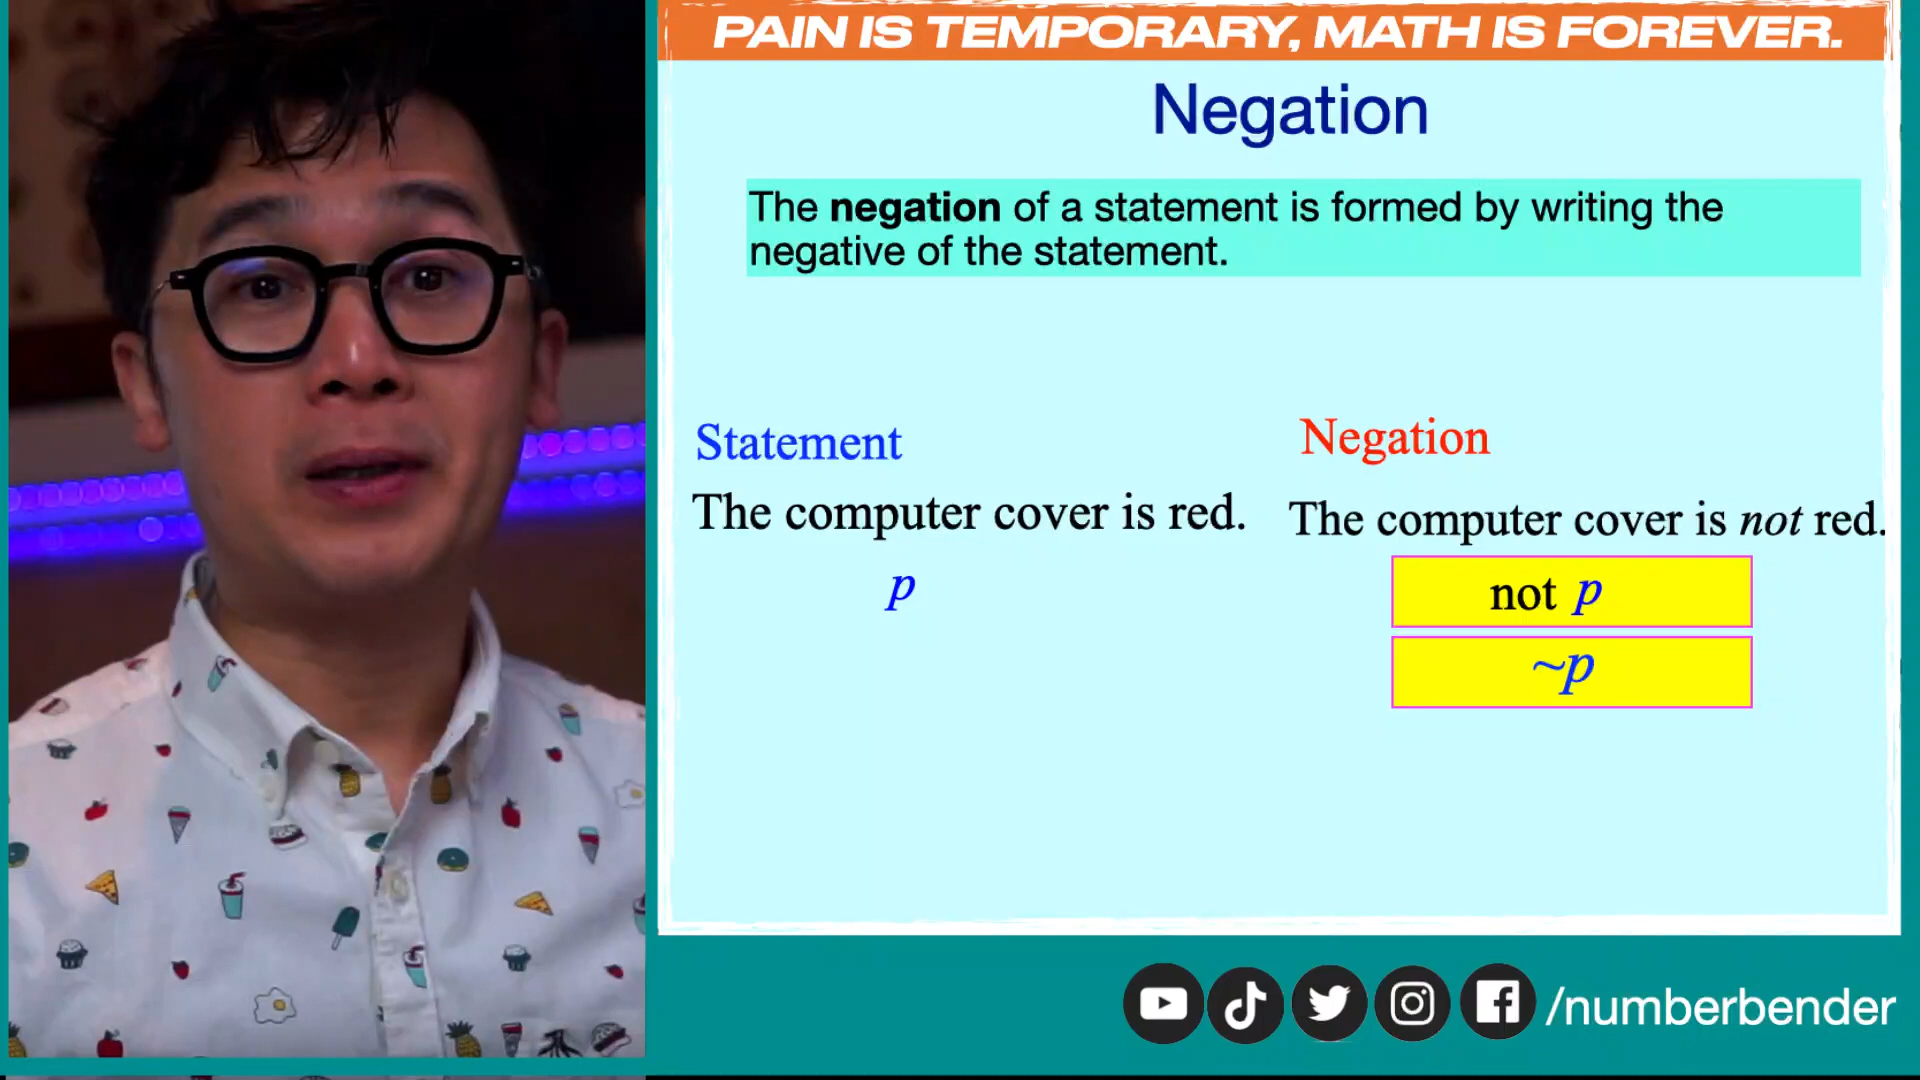 PAIN IS TEMPORARY, MATH IS FOREVER.
Negation
The negation of a statement is formed by writing the
negative of the statement.
Statement
The computer cover is red.
p
Negation
The computer cover is not red.
not p
~p
/numberbender